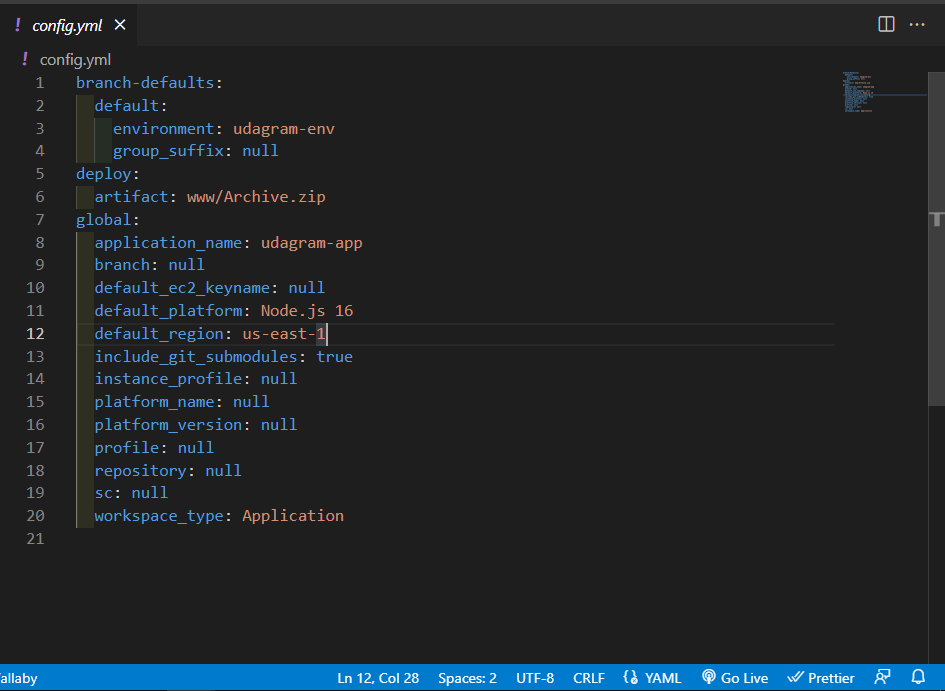 ! config.yml ×
! config.yml
1 branch-defaults:
2   default:
3     environment: udagram-env
4     group_suffix: null
5 deploy:
6   artifact: www/Archive.zip
7 global:
8   application_name: udagram-app
9   branch: null
10   default_ec2_keyname: null
11   default_platform: Node.js 16
12   default_region: us-east-1
13   include_git_submodules: true
14   instance_profile: null
15   platform_name: null
16   platform_version: null
17   profile: null
18   repository: null
19   sc: null
20   workspace_type: Application
21
allaby Ln 12, Col 28 Spaces: 2 UTF-8 CRLF YAML Go Live Prettier